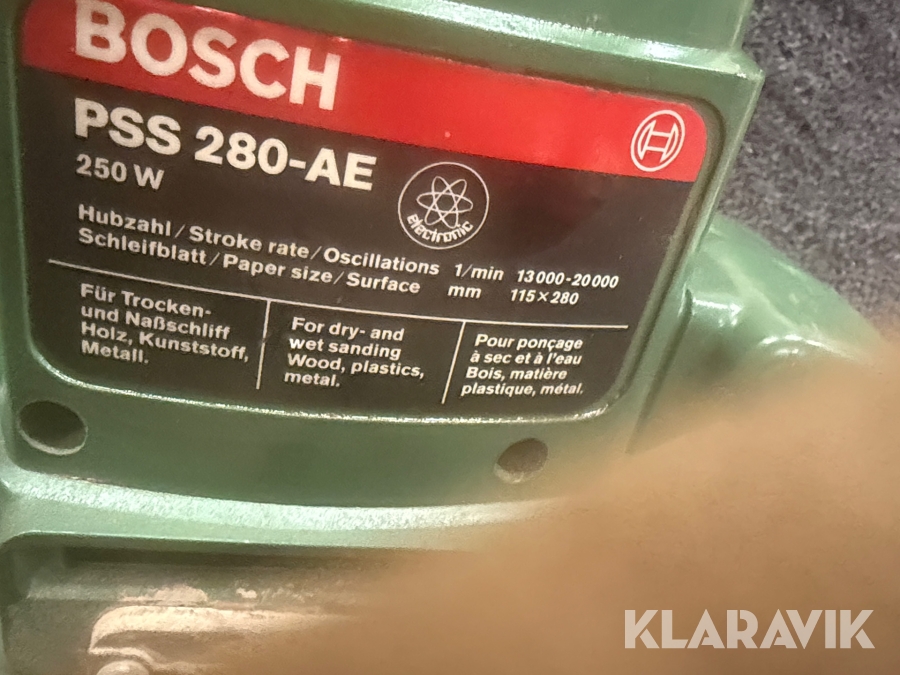 BOSCH
PSS 280-AE
250 W
electronic
Hubzahl/Stroke rate/Oscillations 1/min 13000-20000
Schleifblatt/Paper size/Surface mm 115×280
Für Trocken-
und Naßschliff
Holz, Kunststoff,
Metall.
For dry- and
wet sanding
Wood, plastics,
metal.
Pour ponçage
à sec et à l'eau
Bois, matière
plastique, métal.
KLARAVIK